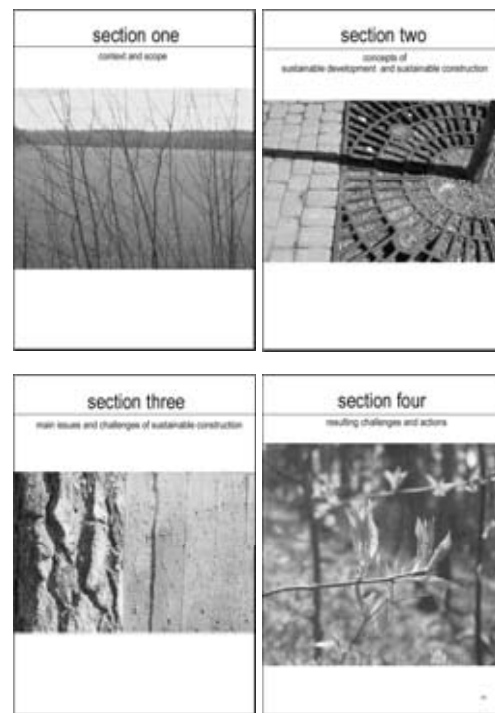 section one
context and scope
section two
concepts of
sustainable development and sustainable construction
section three
main issues and challenges of sustainable construction
section four
resulting challenges and actions